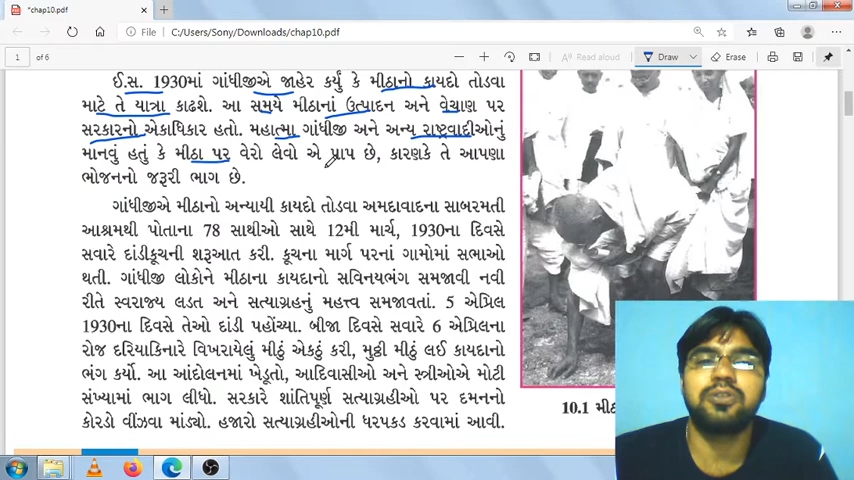 *chap10.pdf
File | C:/Users/Sony/Downloads/chap10.pdf
1 of 6
Read aloud
Draw
Erase
ઈ.સ. 1930માં ગાંધીજીએ જાહેર કર્યું કે મીઠાનો કાયદો તોડવા
માટે તે યાત્રા કાઢશે. આ સમયે મીઠાનાં ઉત્પાદન અને વેચાણ પર
સરકારનો એકાધિકાર હતો. મહાત્મા ગાંધીજી અને અન્ય રાષ્ટ્રવાદીઓનું
માનવું હતું કે મીઠા પર વેરો લેવો એ પ્રાપ છે, કારણકે તે આપણા
ભોજનનો જરૂરી ભાગ છે.
ગાંધીજીએ મીઠાનો અન્યાયી કાયદો તોડવા અમદાવાદના સાબરમતી
આશ્રમથી પોતાના 78 સાથીઓ સાથે 12મી માર્ચ, 1930ના દિવસે
સવારે દાંડીકૂચની શરૂઆત કરી. કૂચના માર્ગ પરનાં ગામોમાં સભાઓ
થતી. ગાંધીજી લોકોને મીઠાના કાયદાનો સવિનયભંગ સમજાવી નવી
રીતે સ્વરાજ્ય લડત અને સત્યાગ્રહનું મહત્ત્વ સમજાવતાં. 5 એપ્રિલ
1930ના દિવસે તેઓ દાંડી પહોંચ્યા. બીજા દિવસે સવારે 6 એપ્રિલના
રોજ દરિયાકિનારે વિખરાયેલું મીઠું એકઠું કરી, મુઠ્ઠી મીઠું લઈ કાયદાનો
ભંગ કર્યો. આ આંદોલનમાં ખેડૂતો, આદિવાસીઓ અને સ્ત્રીઓએ મોટી
સંખ્યામાં ભાગ લીધો. સરકારે શાંતિપૂર્ણ સત્યાગ્રહીઓ પર દમનનો
કોરડો વીંઝવા માંડ્યો. હજારો સત્યાગ્રહીઓની ધરપકડ કરવામાં આવી.
10.1 મી